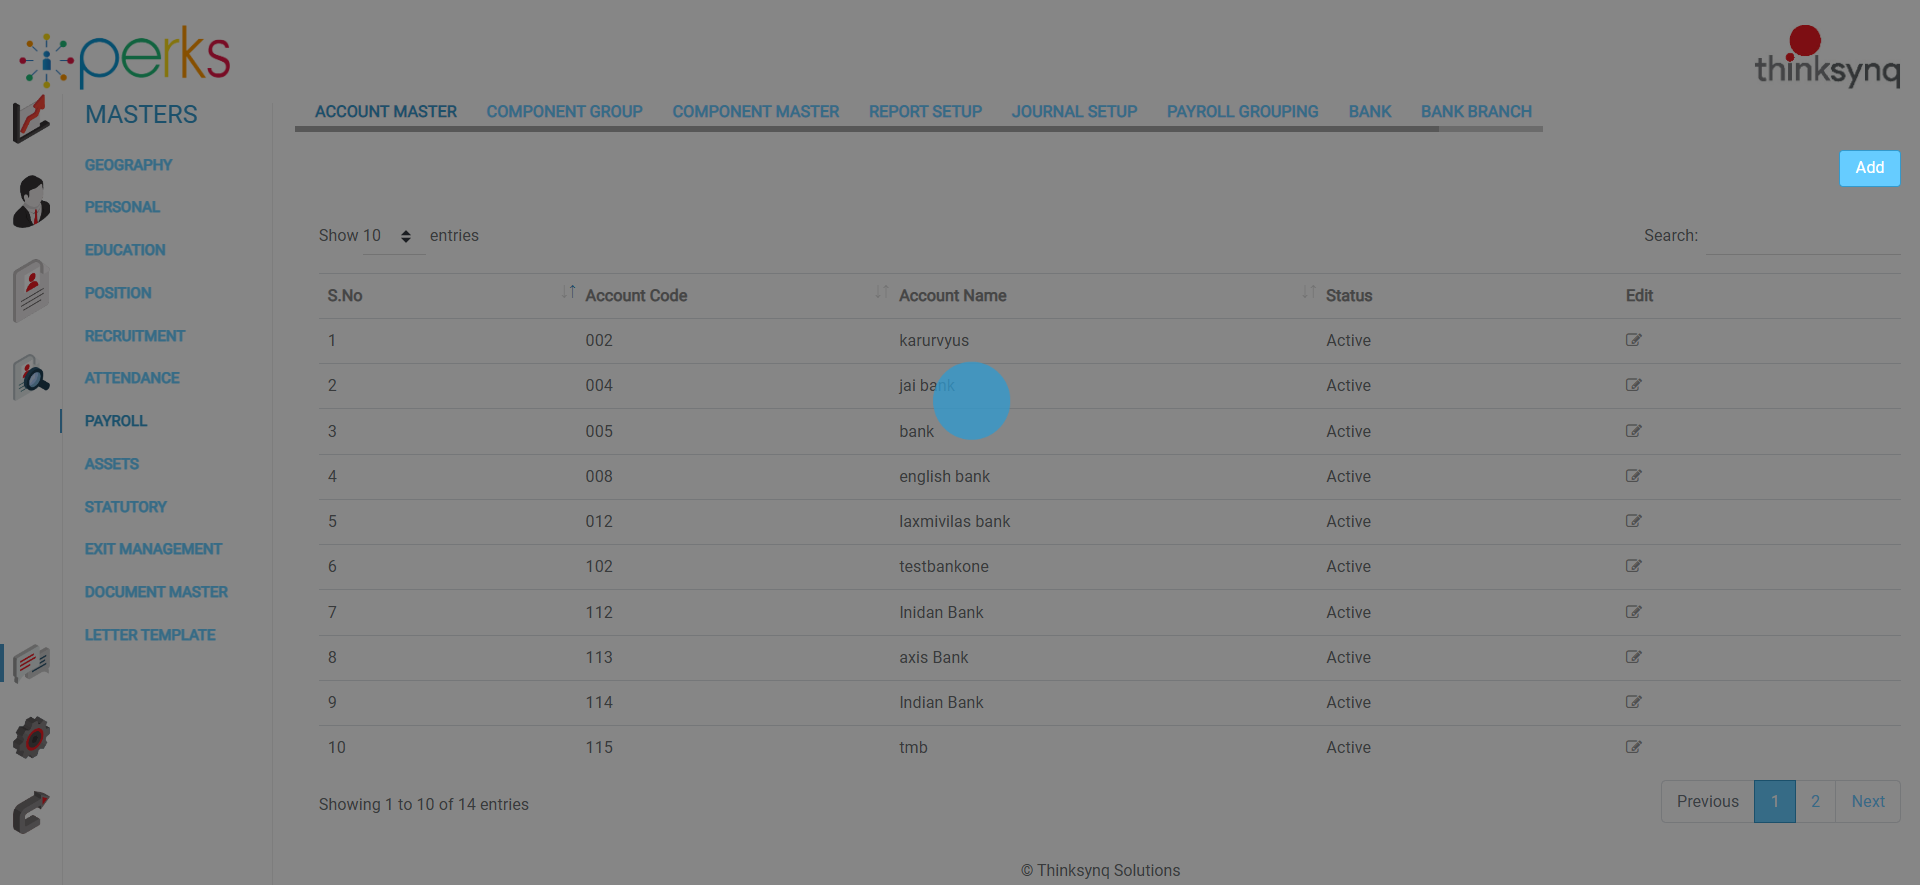 perks
thinksynq
MASTERS
GEOGRAPHY
PERSONAL
EDUCATION
POSITION
RECRUITMENT
ATTENDANCE
PAYROLL
ASSETS
STATUTORY
EXIT MANAGEMENT
DOCUMENT MASTER
LETTER TEMPLATE
ACCOUNT MASTER COMPONENT GROUP COMPONENT MASTER REPORT SETUP JOURNAL SETUP PAYROLL GROUPING BANK BANK BRANCH
Add
Show 10 entries Search:
S.No Account Code Account Name Status Edit
1 002 karurvyus Active
2 004 jai bank Active
3 005 bank Active
4 008 english bank Active
5 012 laxmivilas bank Active
6 102 testbankone Active
7 112 Inidan Bank Active
8 113 axis Bank Active
9 114 Indian Bank Active
10 115 tmb Active
Showing 1 to 10 of 14 entries Previous 1 2 Next
© Thinksynq Solutions